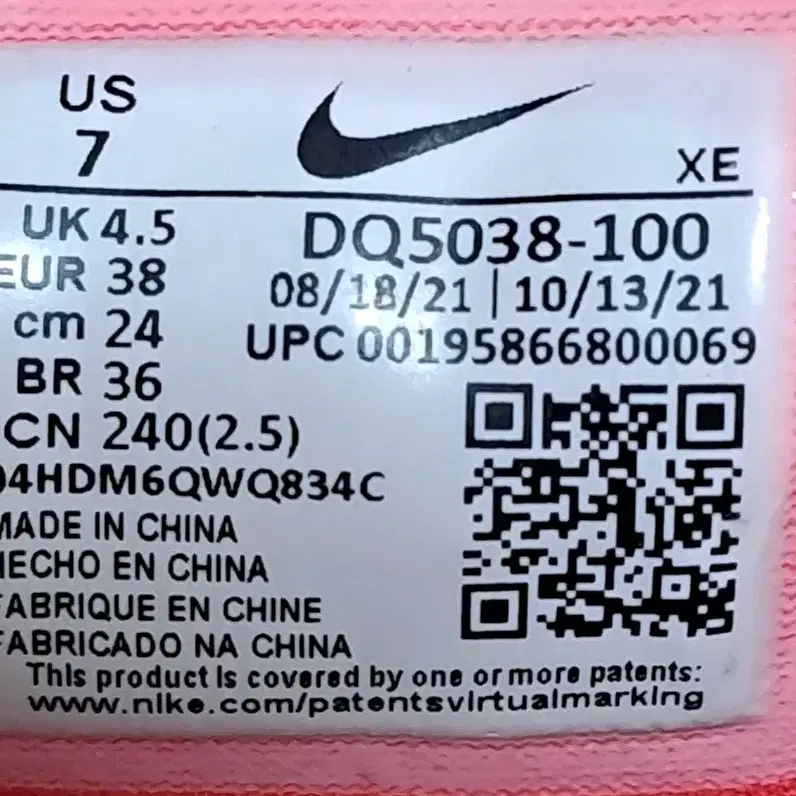 US
7
XE
UK 4.5
EUR 38
cm 24
BR 36
CN 240(2.5)
DQ5038-100
08/18/21 | 10/13/21
UPC 00195866800069
04HDM6QWQ834C
MADE IN CHINA
HECHO EN CHINA
FABRIQUE EN CHINE
FABRICADO NA CHINA
This product is covered by one or more patents:
www.nike.com/patentsvirtualmarking